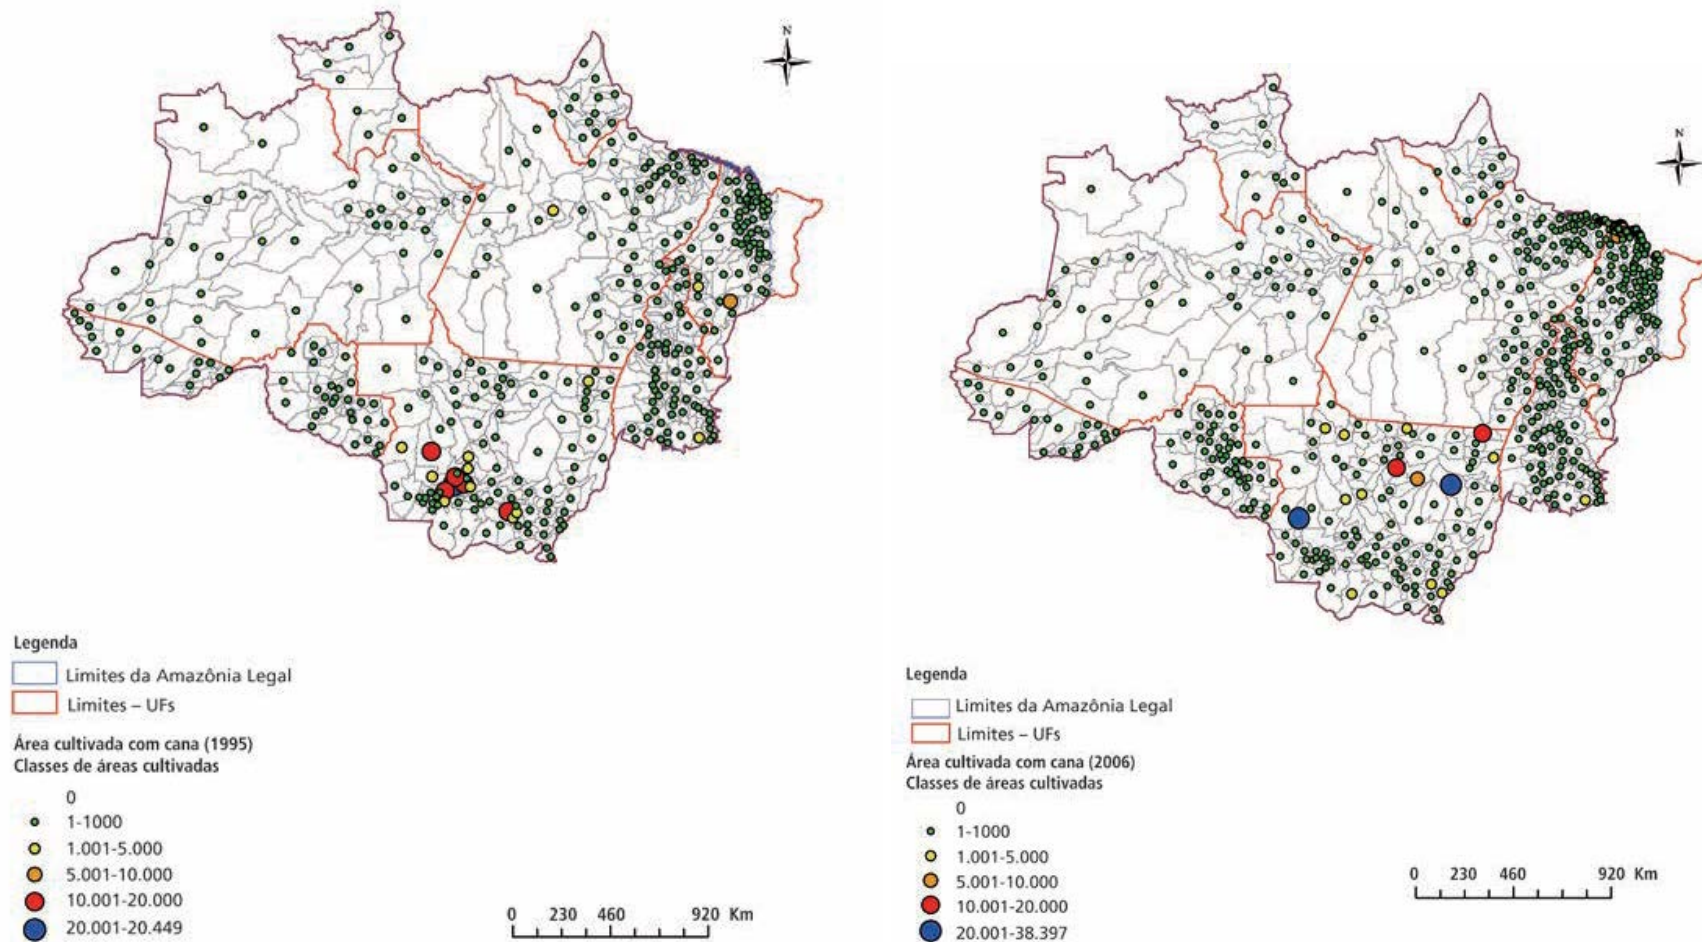 N
Legenda
Limites da Amazônia Legal
Limites – UFs
Área cultivada com cana (1995)
Classes de áreas cultivadas
0
1-1000
1.001-5.000
5.001-10.000
10.001-20.000
20.001-20.449
0 230 460 920 Km
N
Legenda
Limites da Amazônia Legal
Limites – UFs
Área cultivada com cana (2006)
Classes de áreas cultivadas
0
1-1000
1.001-5.000
5.001-10.000
10.001-20.000
20.001-38.397
0 230 460 920 Km